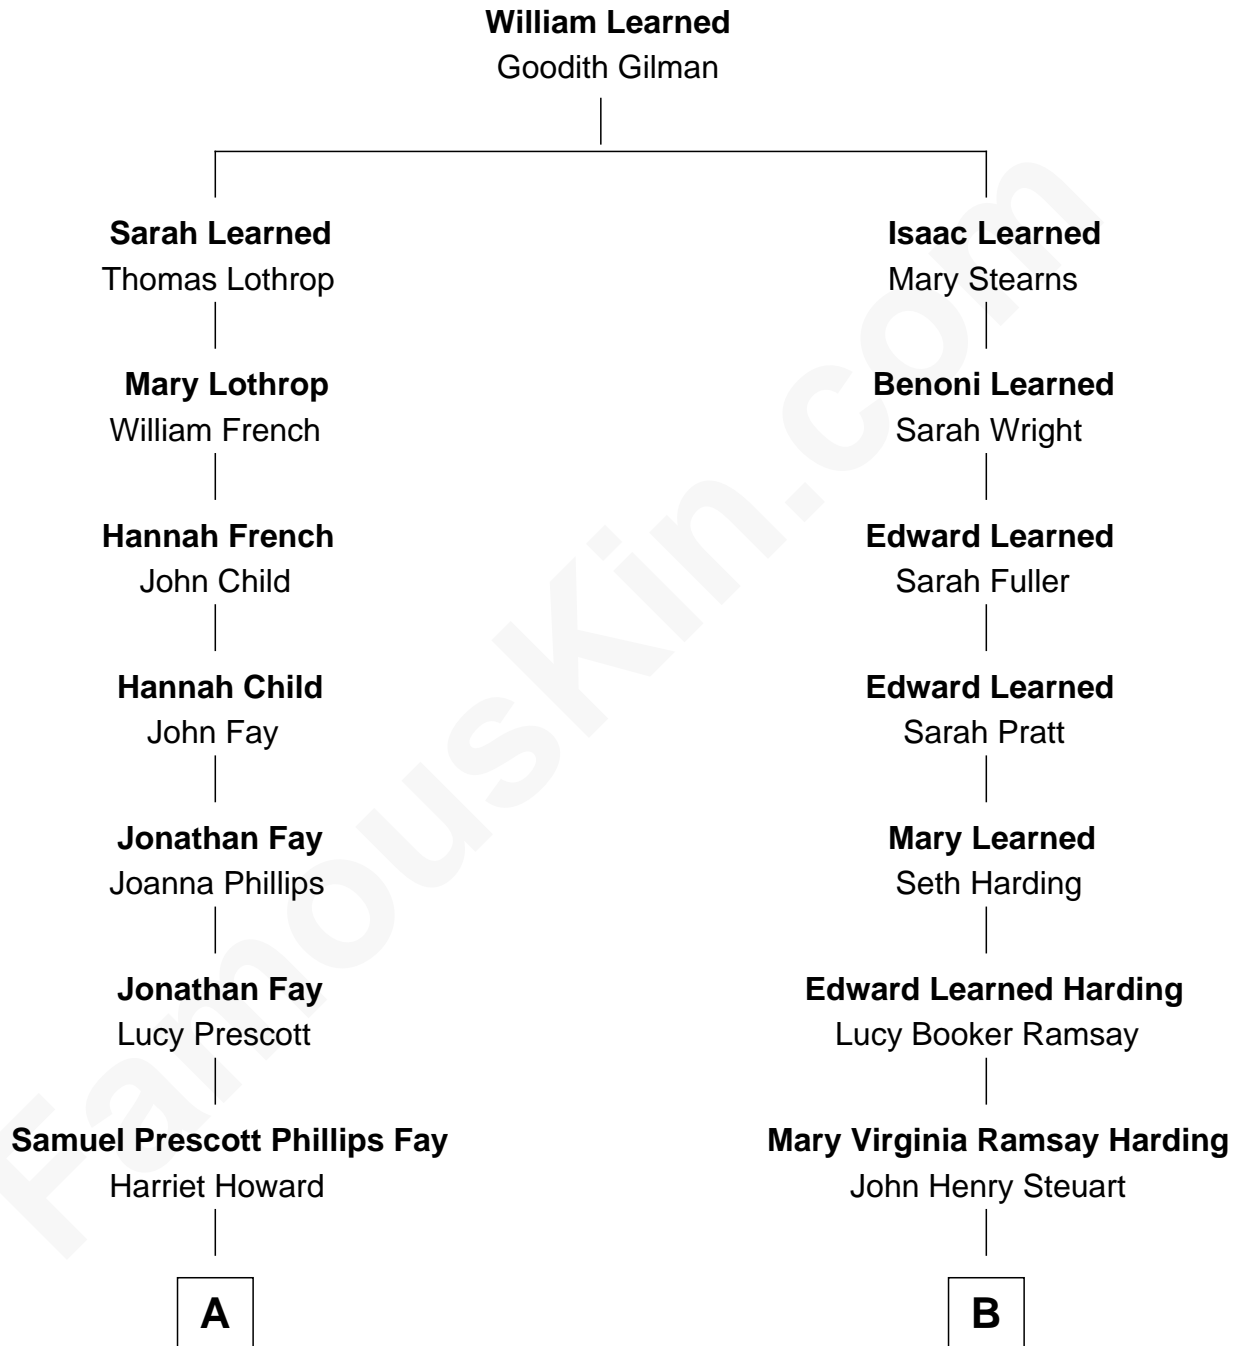 William Learned
Goodith Gilman
Sarah Learned
Thomas Lothrop
Isaac Learned
Mary Stearns
Mary Lothrop
William French
Benoni Learned
Sarah Wright
Hannah French
John Child
Edward Learned
Sarah Fuller
Hannah Child
John Fay
Edward Learned
Sarah Pratt
Jonathan Fay
Joanna Phillips
Mary Learned
Seth Harding
Jonathan Fay
Lucy Prescott
Edward Learned Harding
Lucy Booker Ramsay
Samuel Prescott Phillips Fay
Harriet Howard
Mary Virginia Ramsay Harding
John Henry Steuart
A
B
FamousKin.com